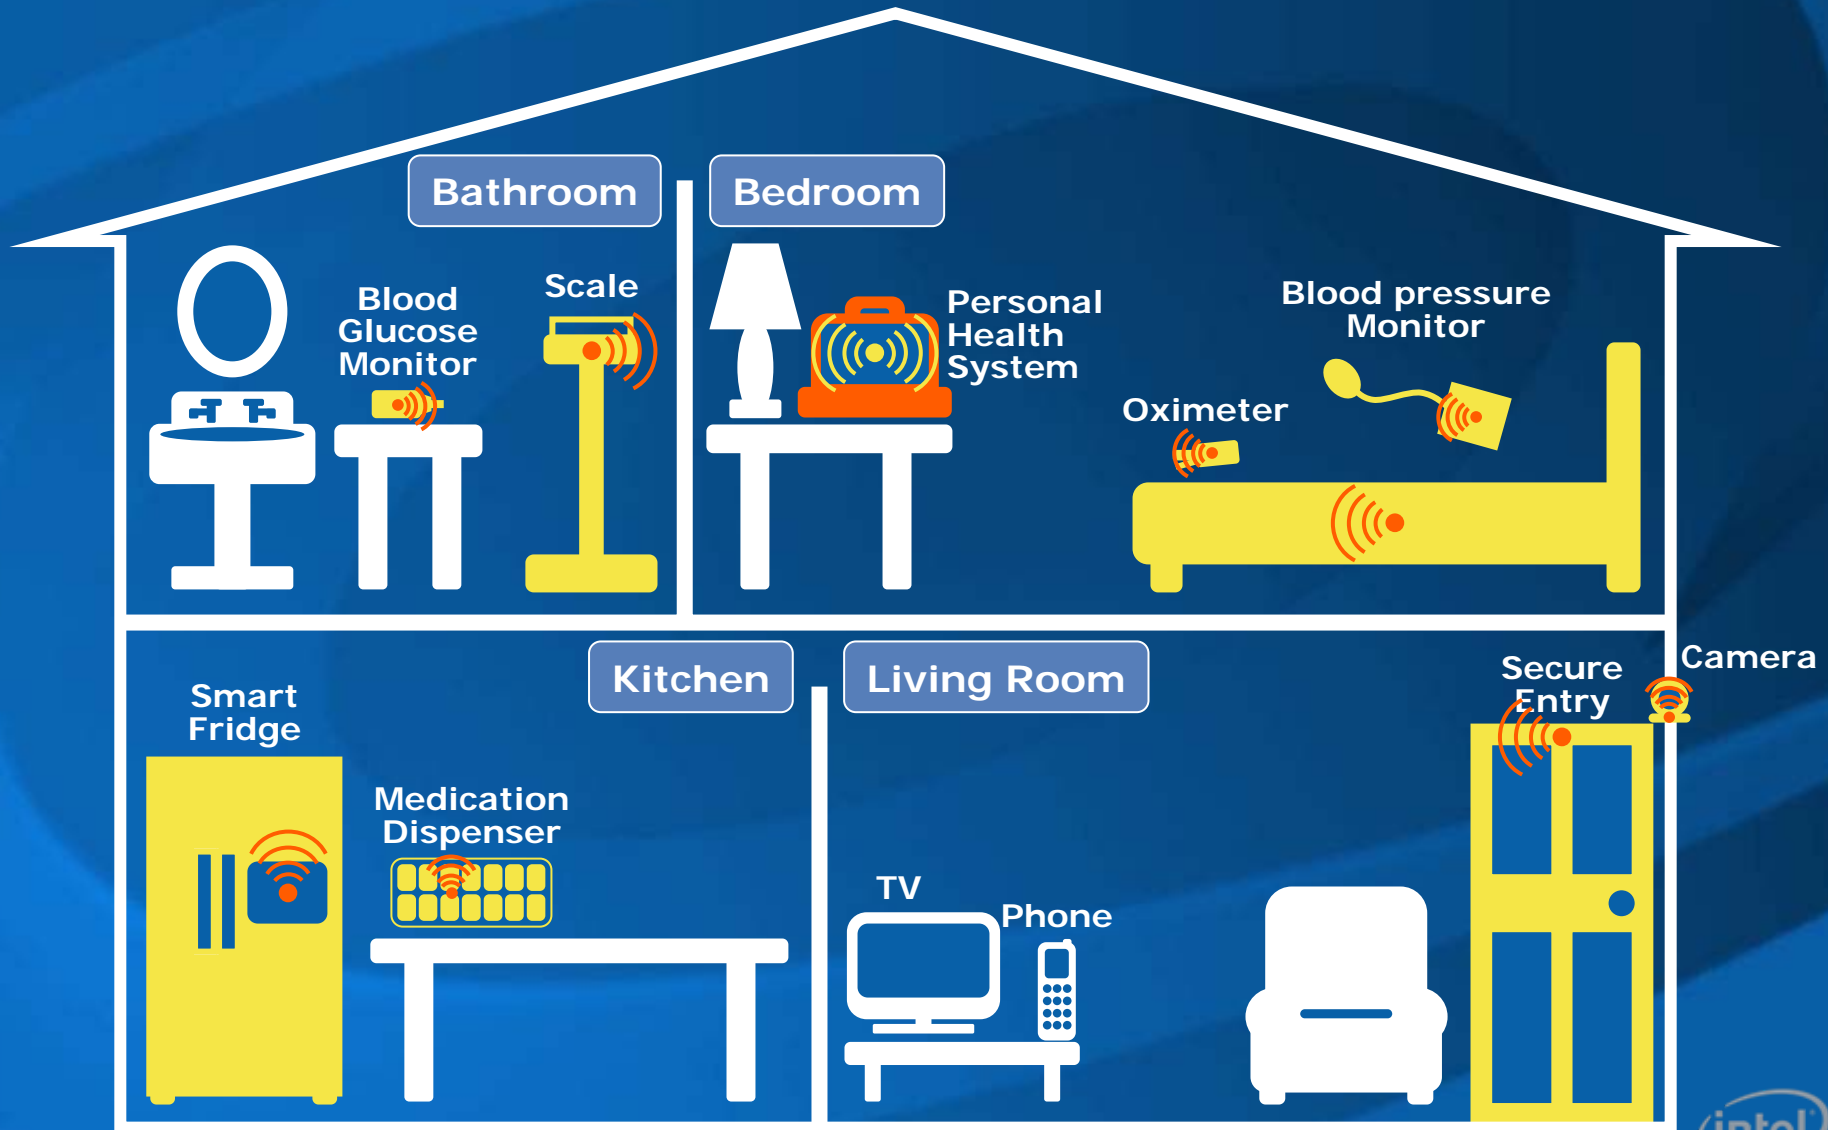 Bathroom
Bedroom
Blood
Glucose
Monitor
Scale
Personal
Health
System
Blood pressure
Monitor
Oximeter
Kitchen
Living Room
Smart
Fridge
Medication
Dispenser
TV
Phone
Secure
Entry
Camera
intel